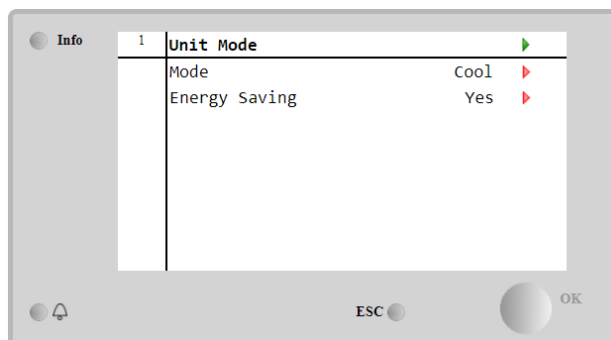 Info
1 Unit Mode
Mode Cool
Energy Saving Yes
ESC
OK